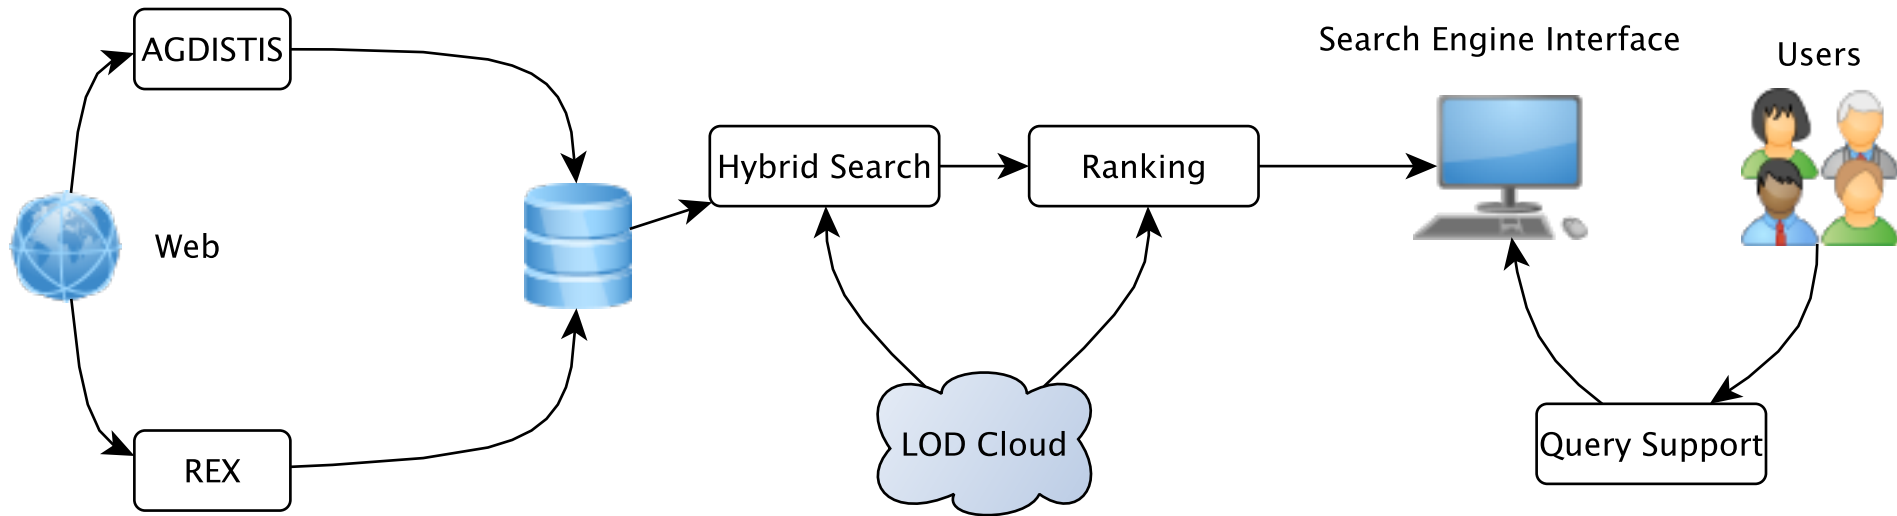 AGDISTIS
Search Engine Interface
Users
Hybrid Search
Ranking
Web
LOD Cloud
Query Support
REX